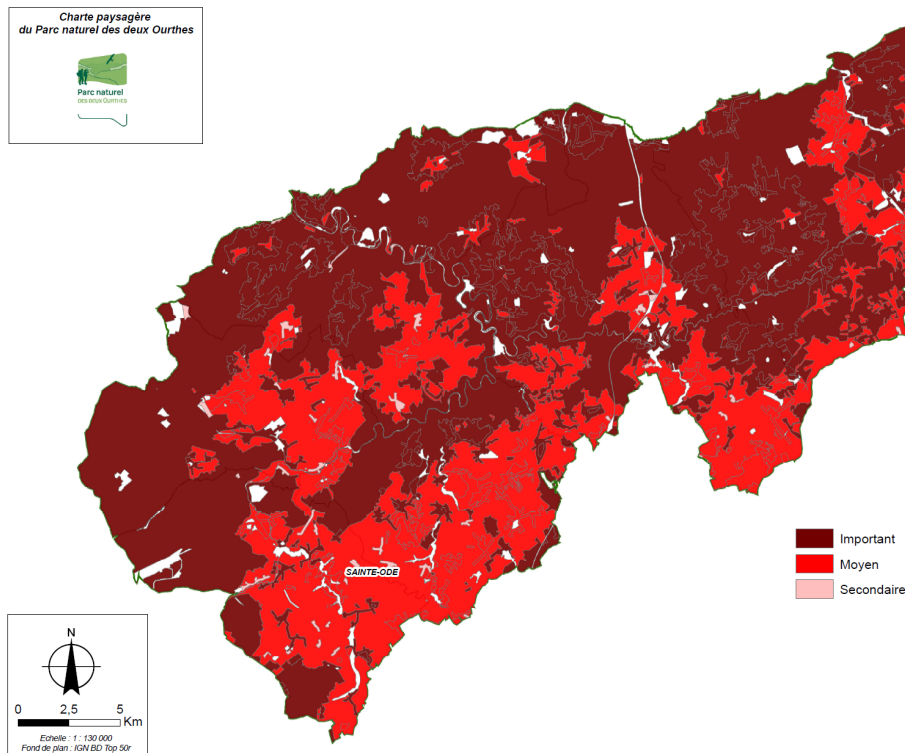 Charte paysagère
du Parc naturel des deux Ourthes
Parc naturel
DES DEUX OURTHES
SAINTE-ODE
Important
Moyen
Secondaire
N
0 2,5 5
Km
Echelle : 1 : 130 000
Fond de plan : IGN BD Top 50r